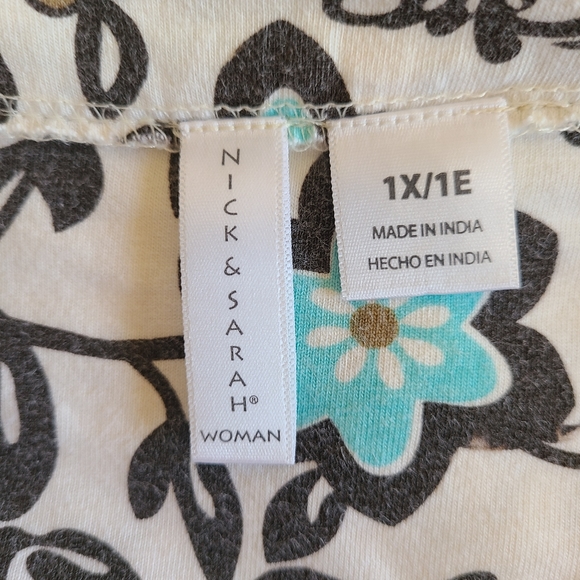 NICK & SARAH®
WOMAN
1X/1E
MADE IN INDIA
HECHO EN INDIA